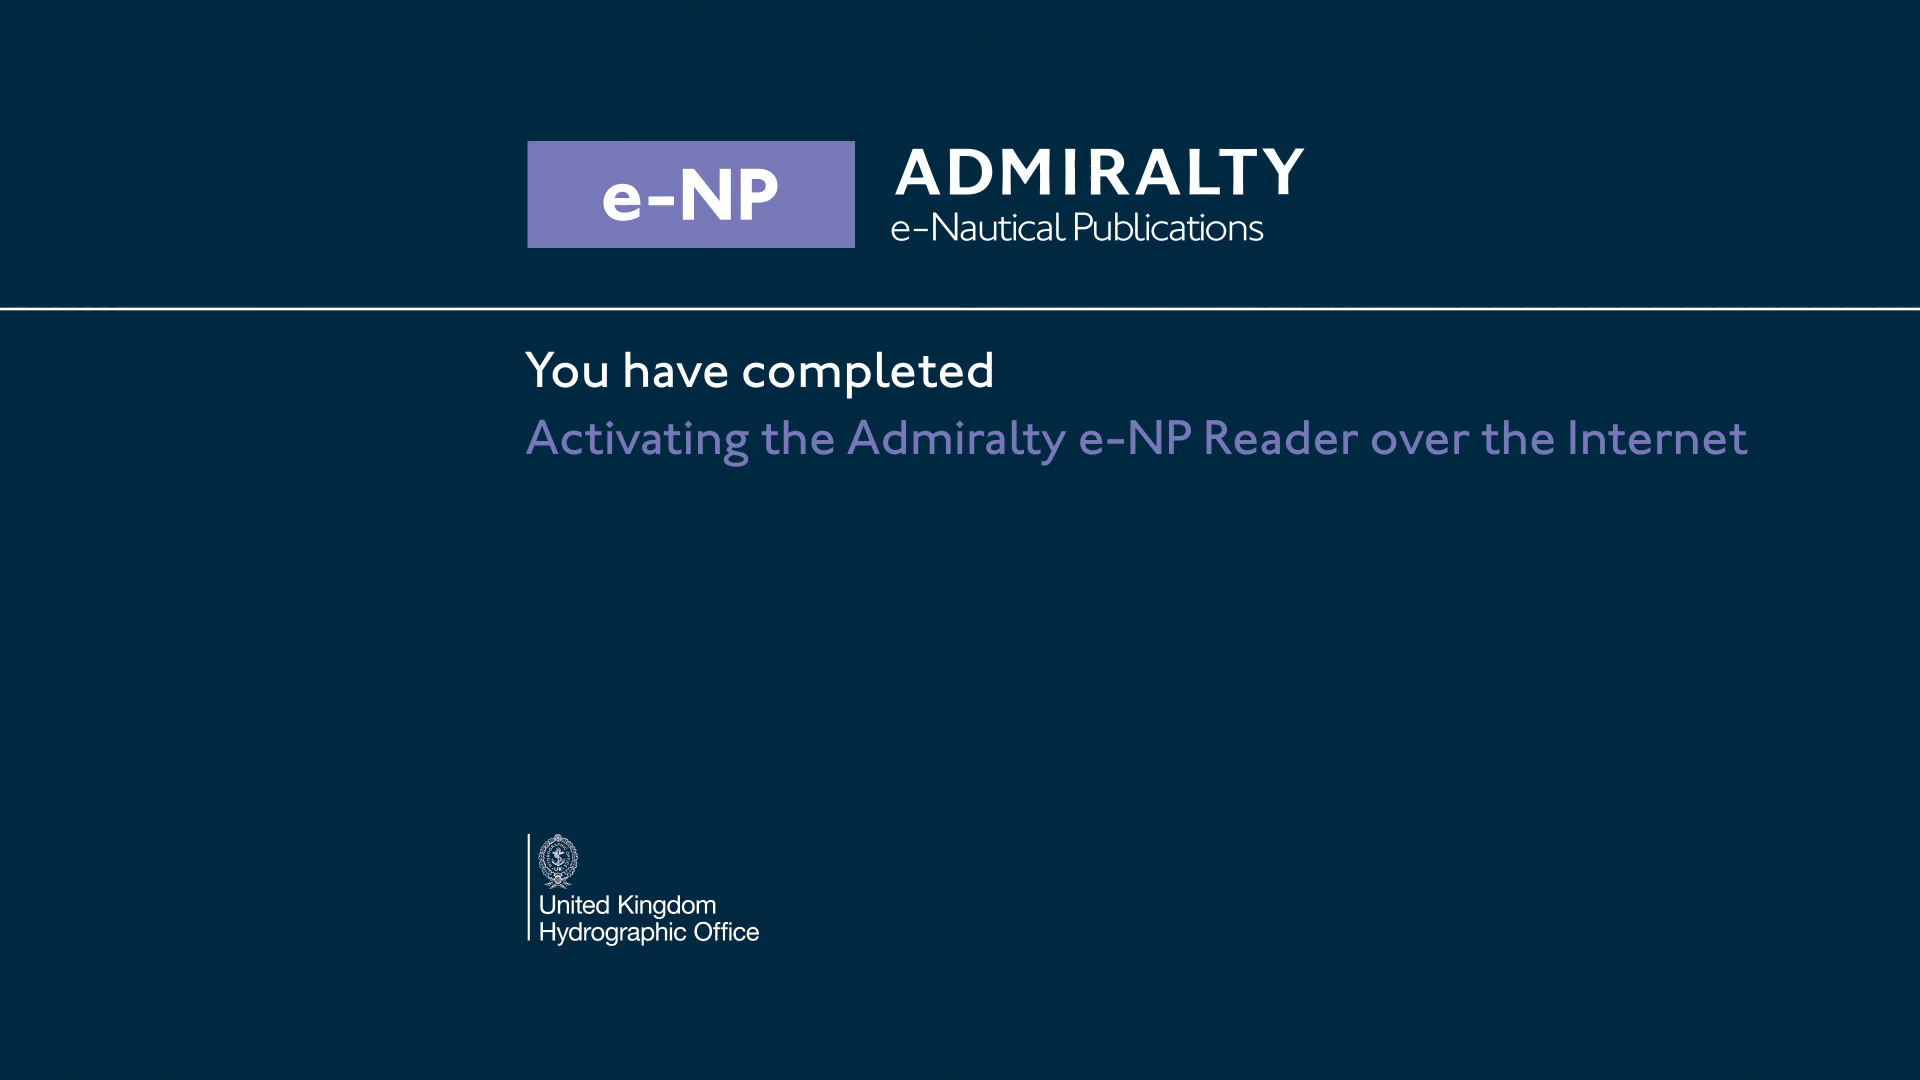 e-NP
ADMIRALTY
e-Nautical Publications
You have completed
Activating the Admiralty e-NP Reader over the Internet
United Kingdom
Hydrographic Office